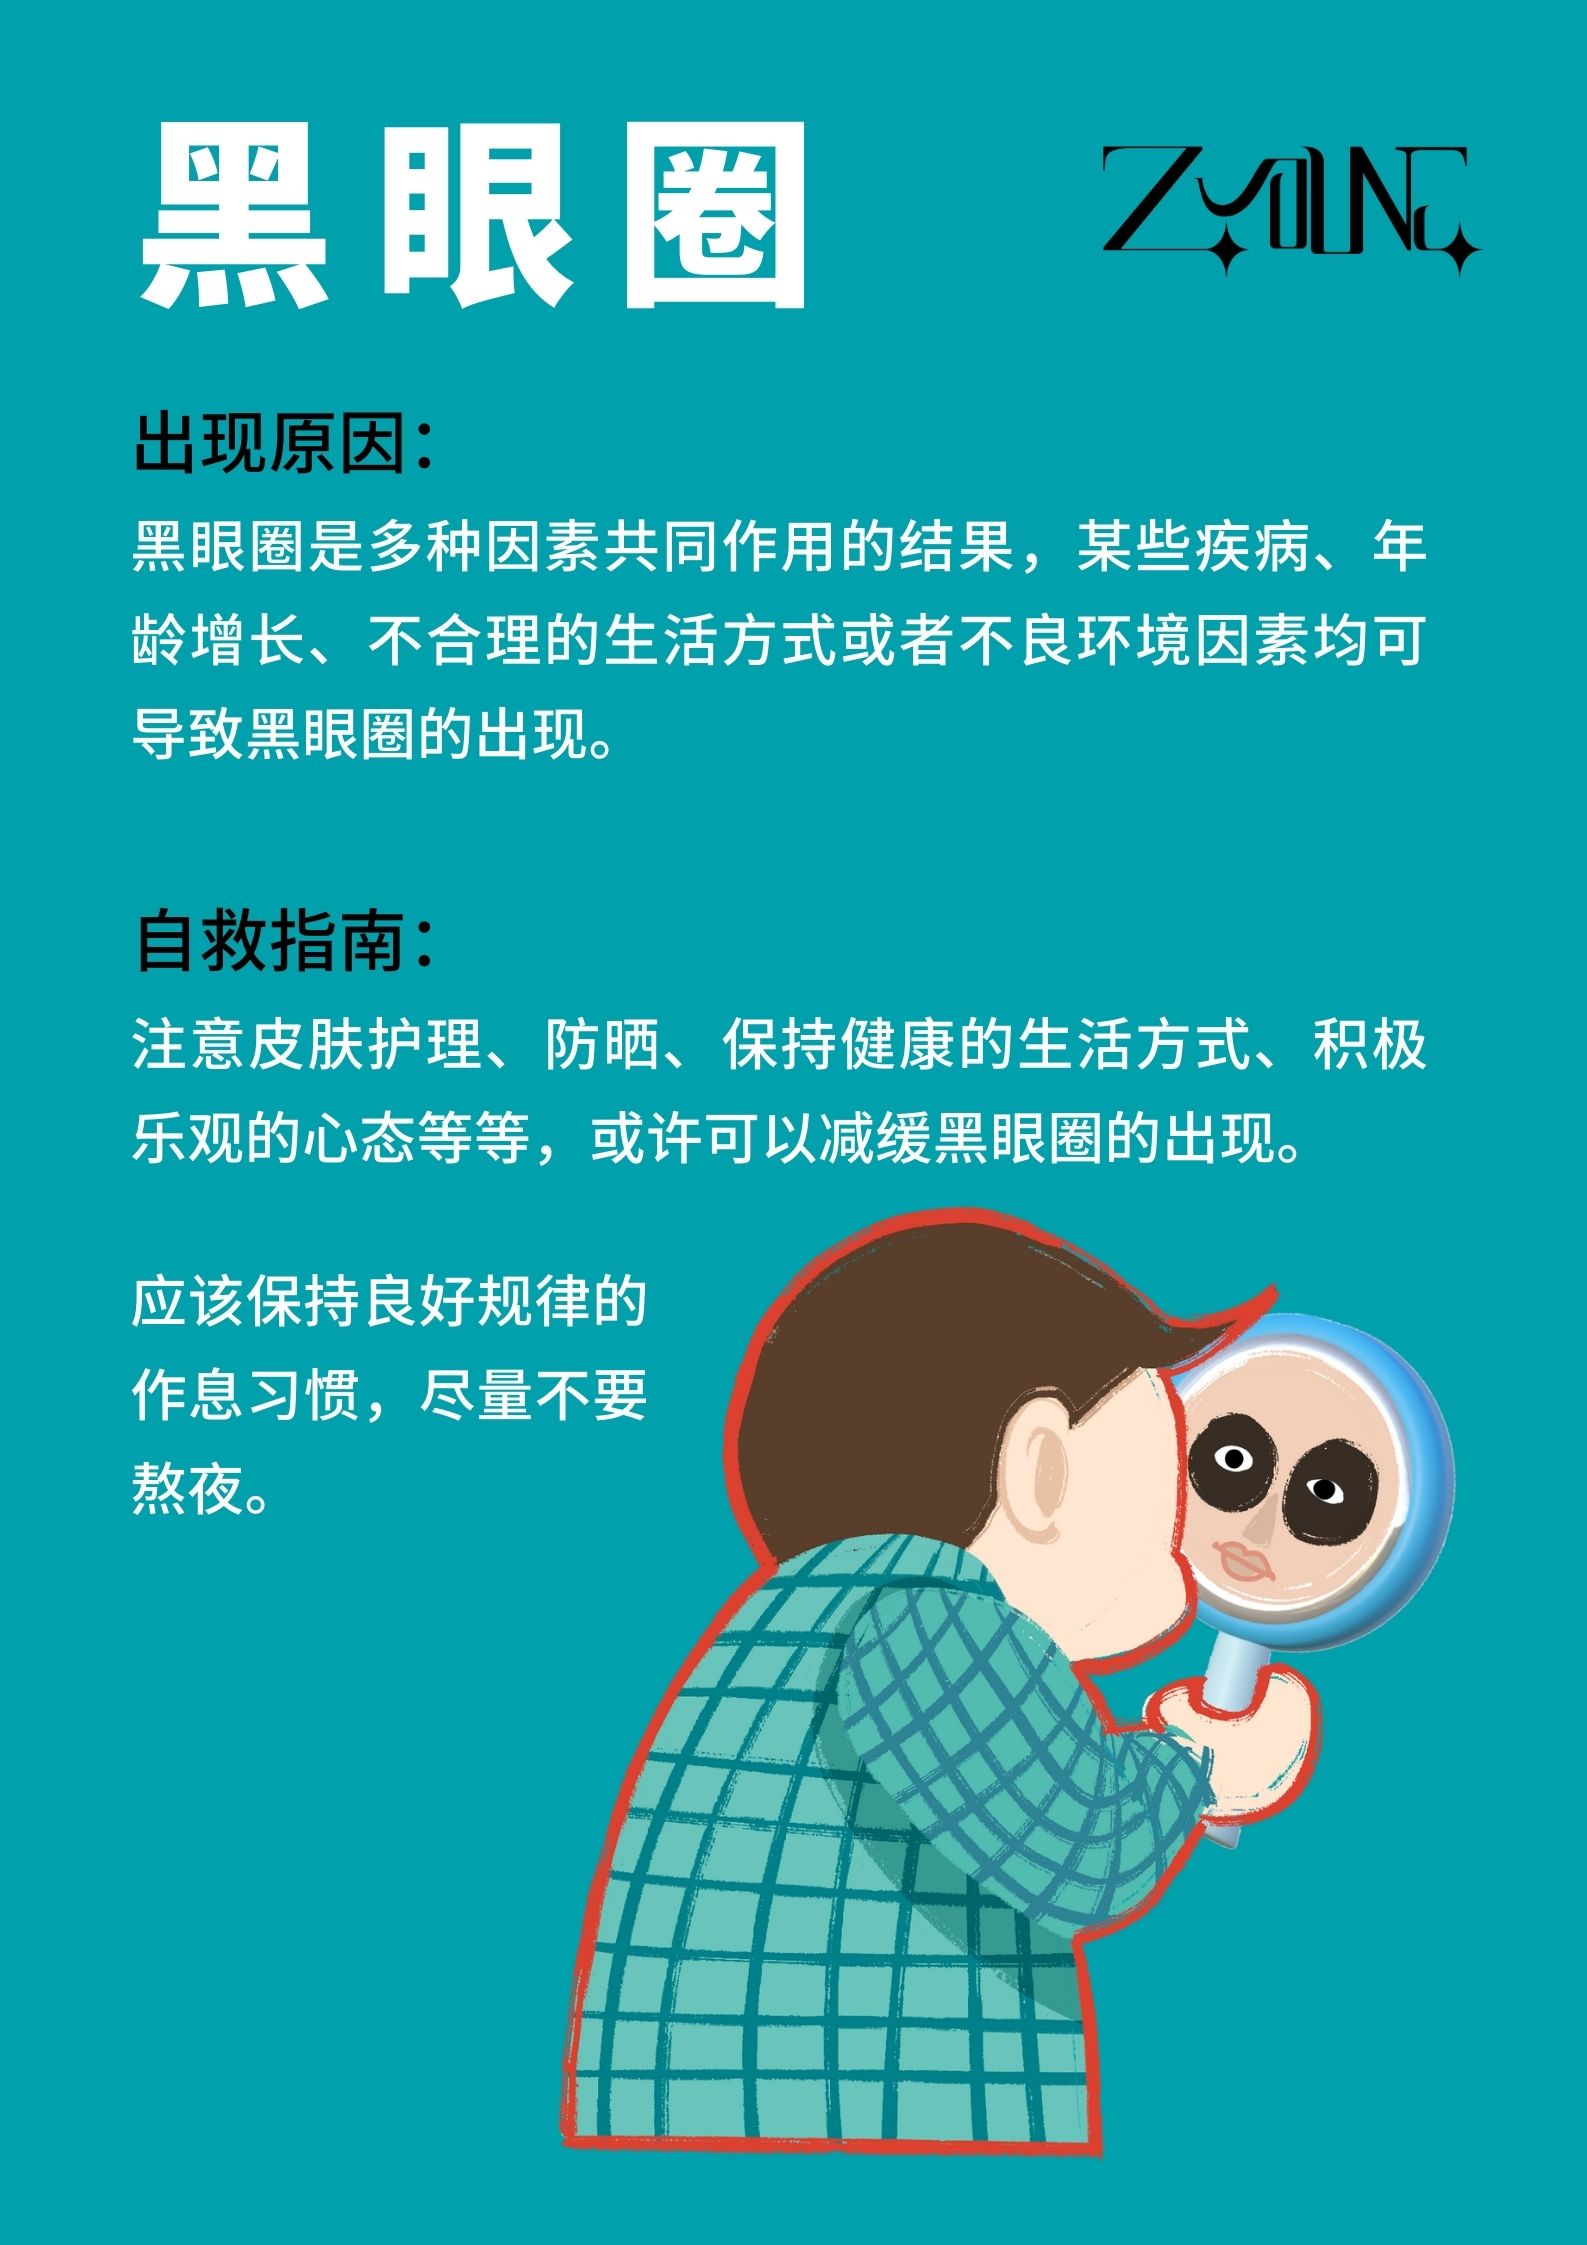 黑眼圈
ZYOUNG
出现原因：
黑眼圈是多种因素共同作用的结果，某些疾病、年
龄增长、不合理的生活方式或者不良环境因素均可
导致黑眼圈的出现。
自救指南：
注意皮肤护理、防晒、保持健康的生活方式、积极
乐观的心态等等，或许可以减缓黑眼圈的出现。
应该保持良好规律的
作息习惯，尽量不要
熬夜。